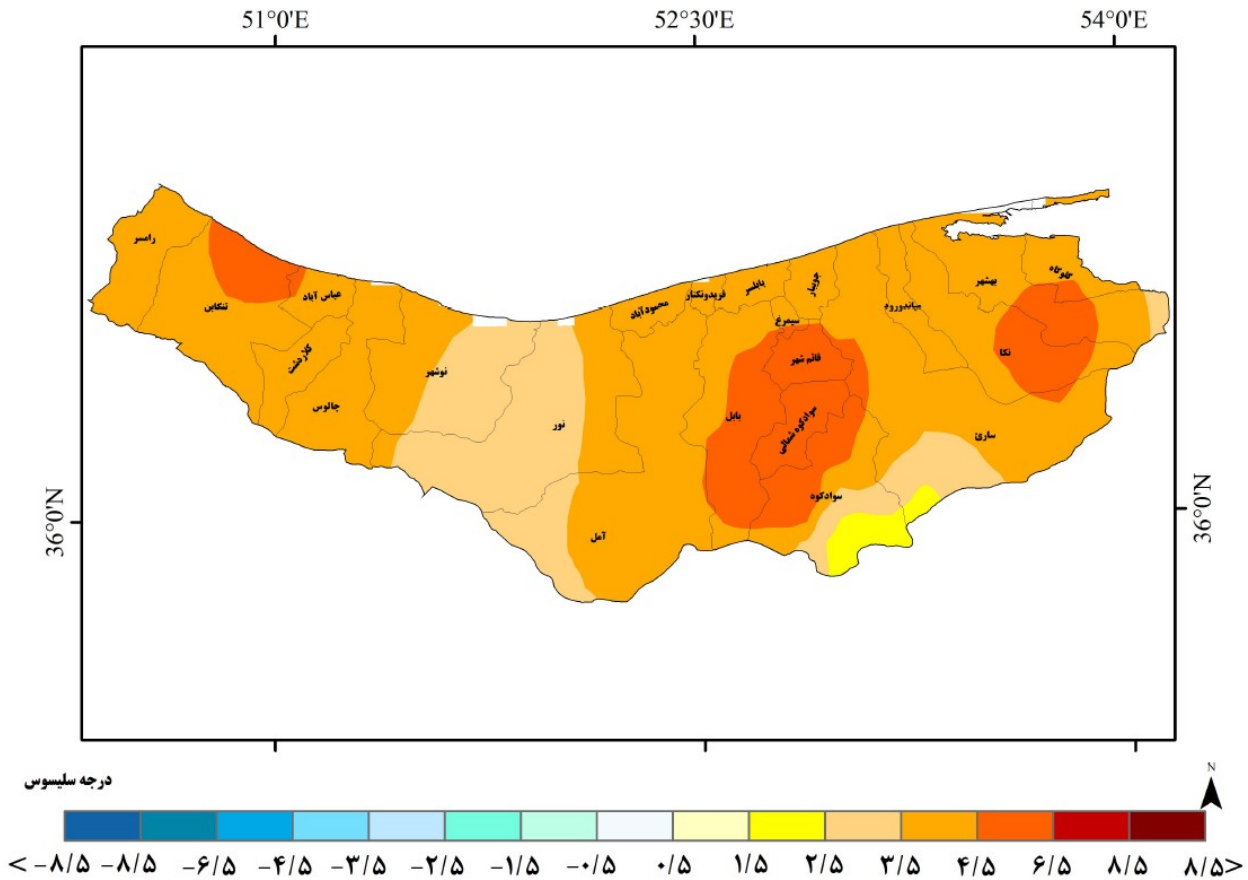 51°0'E 52°30'E 54°0'E
رامسر
تنکابن
عباس آباد
کلاردشت
چالوس
نوشهر
نور
آمل
محمودآباد
فریدونکنار
بابلسر
جویبار
سیمرغ
قائم شهر
بابل
سوادکوه شمالی
سوادکوه
میاندورود
بهشهر
گلوگاه
نکا
ساری
36°0'N 36°0'N
درجه سلیسوس
N
< -۸/۵ -۸/۵ -۶/۵ -۴/۵ -۳/۵ -۲/۵ -۱/۵ -۰/۵ ۰/۵ ۱/۵ ۲/۵ ۳/۵ ۴/۵ ۶/۵ ۸/۵ ۸/۵<